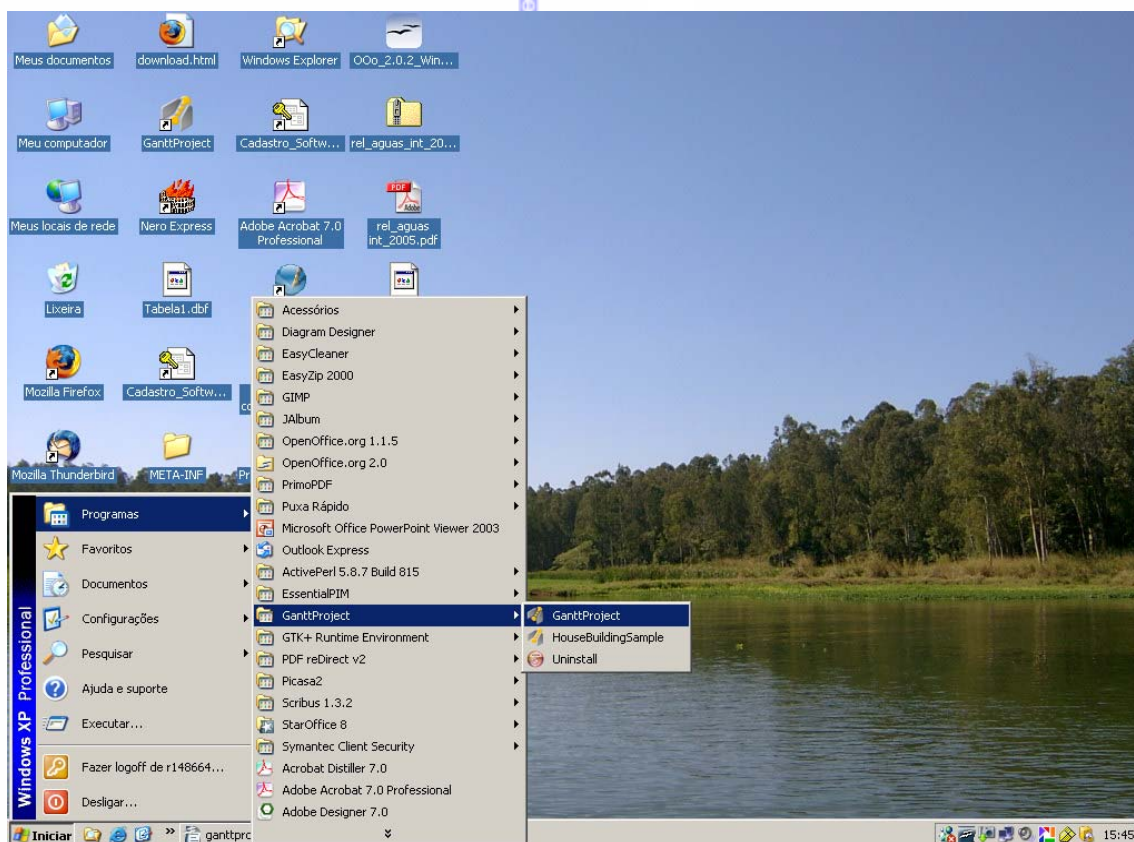 Meus documentos
download.html
Windows Explorer
OOo_2.0.2_Win...
Meu computador
GanttProject
Cadastro_Softw...
rel_aguas_int_20...
Meus locais de rede
Nero Express
Adobe Acrobat 7.0
Professional
rel_aguas
int_2005.pdf
Lixeira
Tabela1.dbf
Mozilla Firefox
Cadastro_Softw...
Mozilla Thunderbird
META-INF
Acessórios
Diagram Designer
EasyCleaner
EasyZip 2000
GIMP
JAlbum
OpenOffice.org 1.1.5
OpenOffice.org 2.0
PrimoPDF
Puxa Rápido
Microsoft Office PowerPoint Viewer 2003
Outlook Express
ActivePerl 5.8.7 Build 815
EssentialPIM
GanttProject
GTK+ Runtime Environment
PDF reDirect v2
Picasa2
Scribus 1.3.2
StarOffice 8
Symantec Client Security
Acrobat Distiller 7.0
Adobe Acrobat 7.0 Professional
Adobe Designer 7.0
GanttProject
HouseBuildingSample
Uninstall
Programas
Favoritos
Documentos
Configurações
Pesquisar
Ajuda e suporte
Executar...
Fazer logoff de r148664...
Desligar...
Windows XP Professional
Iniciar
ganttpro
15:45